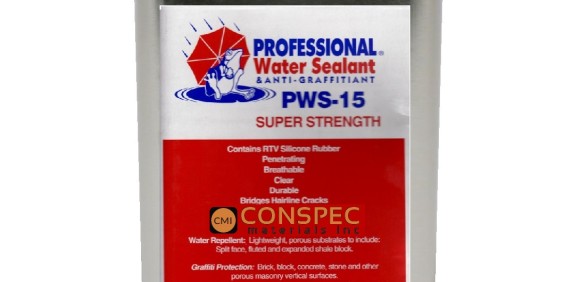 PROFESSIONAL®
Water Sealant
& ANTI-GRAFFITIANT
PWS-15
SUPER STRENGTH
Contains RTV Silicone Rubber
Penetrating
Breathable
Clear
Durable
Bridges Hairline Cracks
CMI CONSPEC
materials inc
Water Repellent: Lightweight, porous substrates to include:
Split face, fluted and expanded shale block.
Graffiti Protection: Brick, block, concrete, stone and other
porous masonry vertical surfaces.